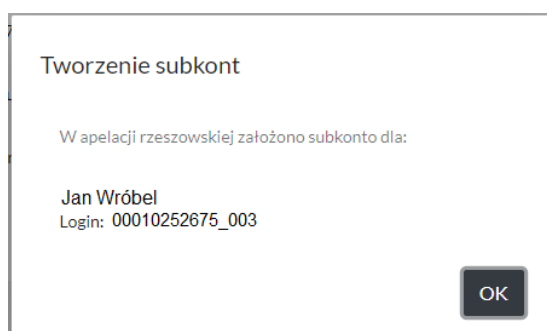 Tworzenie subkont
W apelacji rzeszowskiej założono subkonto dla:
Jan Wróbel
Login: 00010252675_003
OK